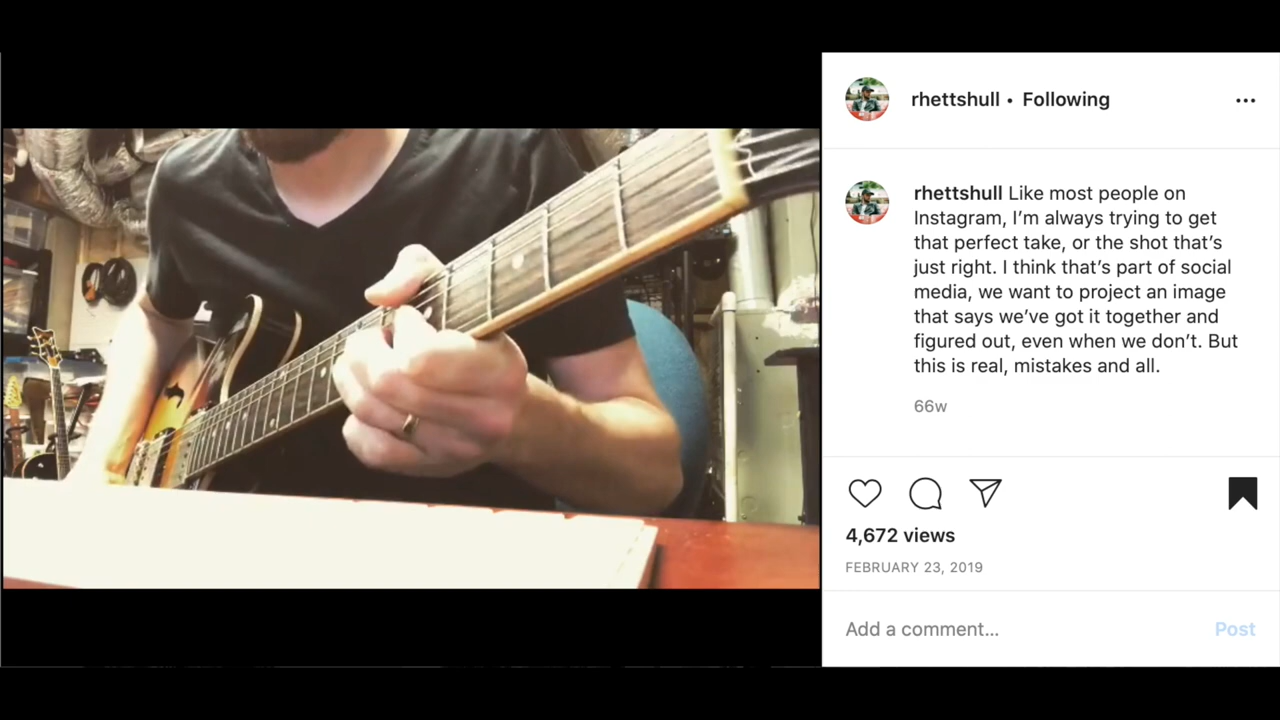 rhettshull • Following
rhettshull Like most people on
Instagram, I’m always trying to get
that perfect take, or the shot that’s
just right. I think that’s part of social
media, we want to project an image
that says we’ve got it together and
figured out, even when we don’t. But
this is real, mistakes and all.
66w
4,672 views
FEBRUARY 23, 2019
Add a comment...
Post